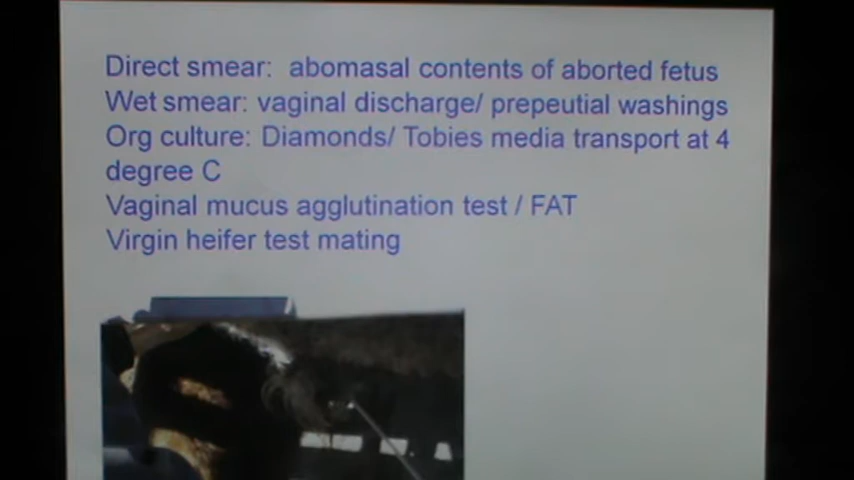 Direct smear: abomasal contents of aborted fetus
Wet smear: vaginal discharge/ prepeutial washings
Org culture: Diamonds/ Tobies media transport at 4
degree C
Vaginal mucus agglutination test / FAT
Virgin heifer test mating